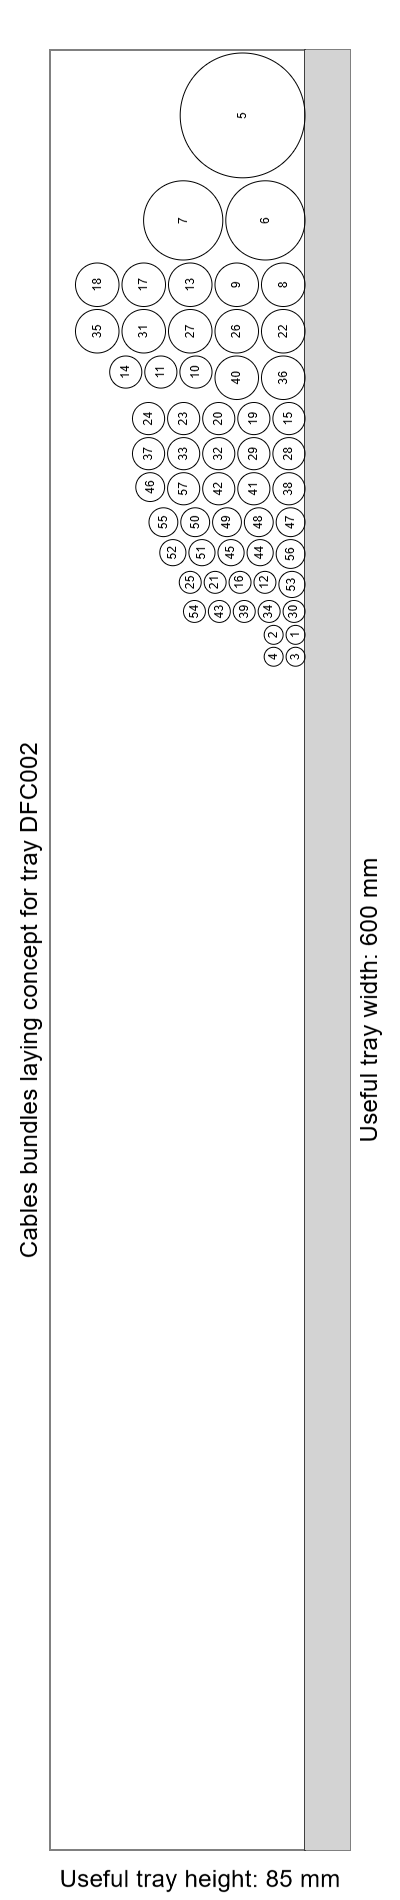 Cables bundles laying concept for tray DFC002
5
7 6
18 17 13 9 8
35 31 27 26 22
14 11 10 40 36
24 23 20 19 15
37 33 32 29 28
46 57 42 41 38
55 50 49 48 47
52 51 45 44 56
25 21 16 12 53
54 43 39 34 30
2 1
4 3
Useful tray width: 600 mm
Useful tray height: 85 mm